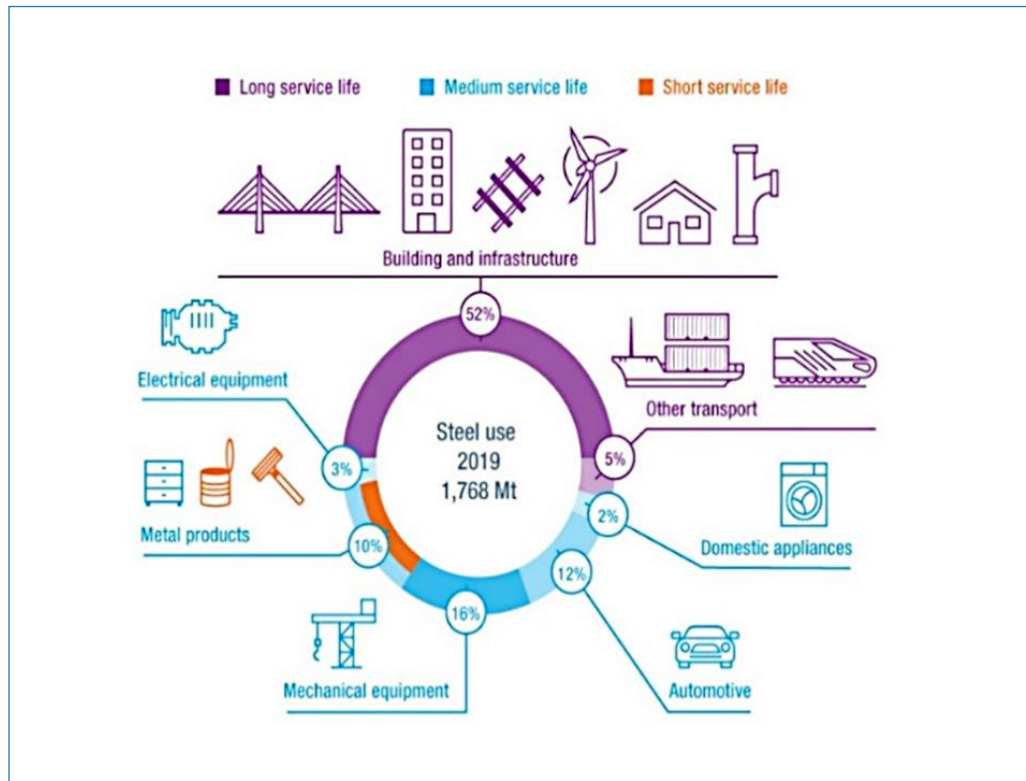 Long service life
Medium service life
Short service life
Building and infrastructure
52%
Electrical equipment
Other transport
Steel use
2019
1,768 Mt
3%
5%
Metal products
2%
Domestic appliances
10%
12%
16%
Mechanical equipment
Automotive